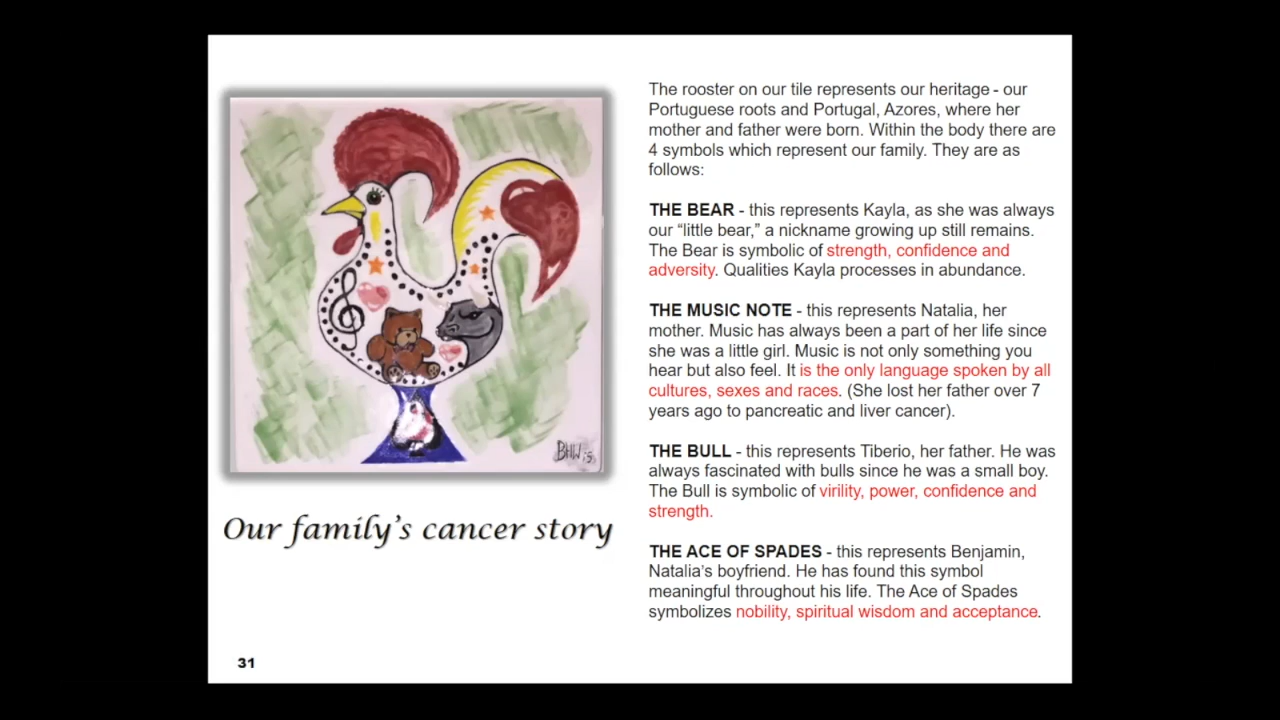 The rooster on our tile represents our heritage - our
Portuguese roots and Portugal, Azores, where her
mother and father were born. Within the body there are
4 symbols which represent our family. They are as
follows:
THE BEAR - this represents Kayla, as she was always
our “little bear,” a nickname growing up still remains.
The Bear is symbolic of strength, confidence and
adversity. Qualities Kayla processes in abundance.
THE MUSIC NOTE - this represents Natalia, her
mother. Music has always been a part of her life since
she was a little girl. Music is not only something you
hear but also feel. It is the only language spoken by all
cultures, sexes and races. (She lost her father over 7
years ago to pancreatic and liver cancer).
THE BULL - this represents Tiberio, her father. He was
always fascinated with bulls since he was a small boy.
The Bull is symbolic of virility, power, confidence and
strength.
THE ACE OF SPADES - this represents Benjamin,
Natalia’s boyfriend. He has found this symbol
meaningful throughout his life. The Ace of Spades
symbolizes nobility, spiritual wisdom and acceptance.
BHW
Our family’s cancer story
31